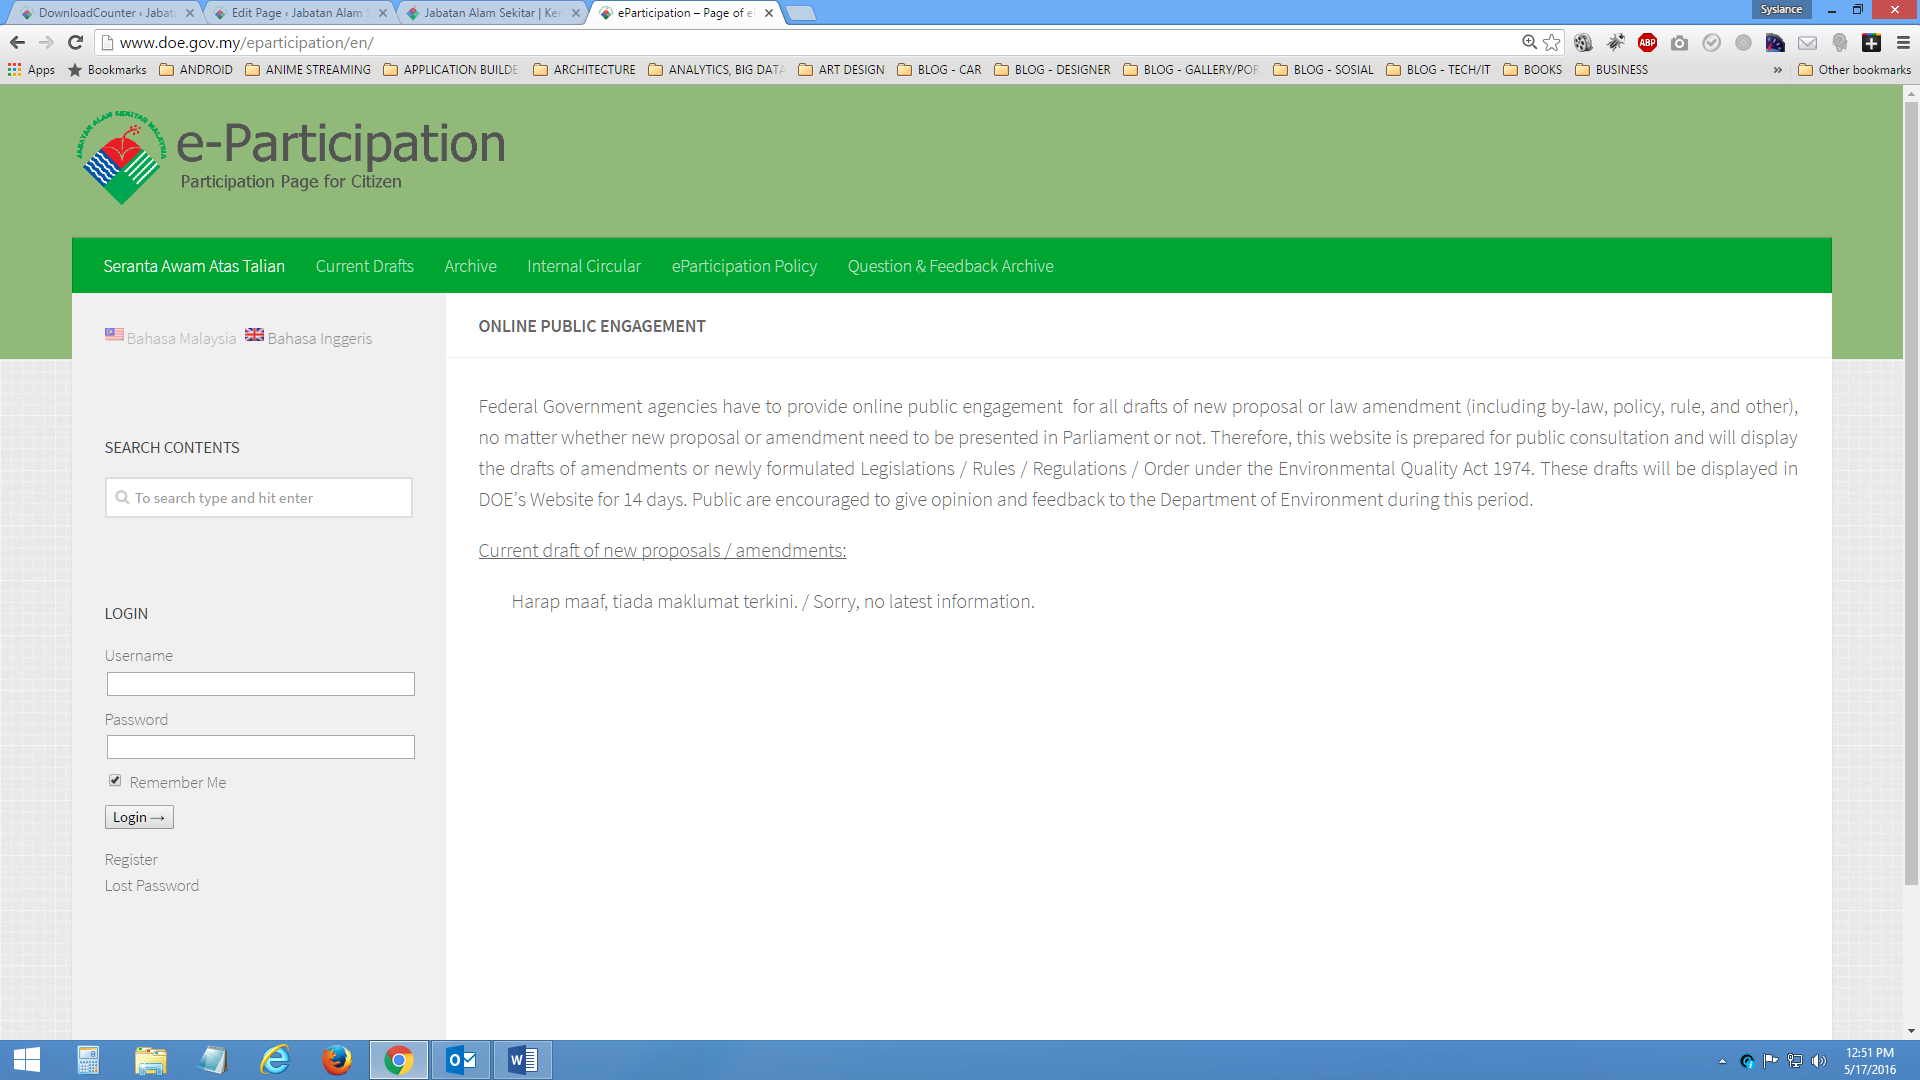 DownloadCounter ‹ Jabat
Edit Page ‹ Jabatan Alam S
Jabatan Alam Sekitar | Ken
eParticipation – Page of e
Syslance
www.doe.gov.my/eparticipation/en/
ABP
Apps
Bookmarks
ANDROID
ANIME STREAMING
APPLICATION BUILDE
ARCHITECTURE
ANALYTICS, BIG DATA
ART DESIGN
BLOG - CAR
BLOG - DESIGNER
BLOG - GALLERY/POR
BLOG - SOSIAL
BLOG - TECH/IT
BOOKS
BUSINESS
»
Other bookmarks
JABATAN ALAM SEKITAR MALAYSIA
e-Participation
Participation Page for Citizen
Seranta Awam Atas Talian
Current Drafts
Archive
Internal Circular
eParticipation Policy
Question & Feedback Archive
Bahasa Malaysia
Bahasa Inggeris
SEARCH CONTENTS
To search type and hit enter
LOGIN
Username
Password
Remember Me
Login →
Register
Lost Password
ONLINE PUBLIC ENGAGEMENT
Federal Government agencies have to provide online public engagement for all drafts of new proposal or law amendment (including by-law, policy, rule, and other),
no matter whether new proposal or amendment need to be presented in Parliament or not. Therefore, this website is prepared for public consultation and will display
the drafts of amendments or newly formulated Legislations / Rules / Regulations / Order under the Environmental Quality Act 1974. These drafts will be displayed in
DOE’s Website for 14 days. Public are encouraged to give opinion and feedback to the Department of Environment during this period.
Current draft of new proposals / amendments:
Harap maaf, tiada maklumat terkini. / Sorry, no latest information.
12:51 PM
5/17/2016